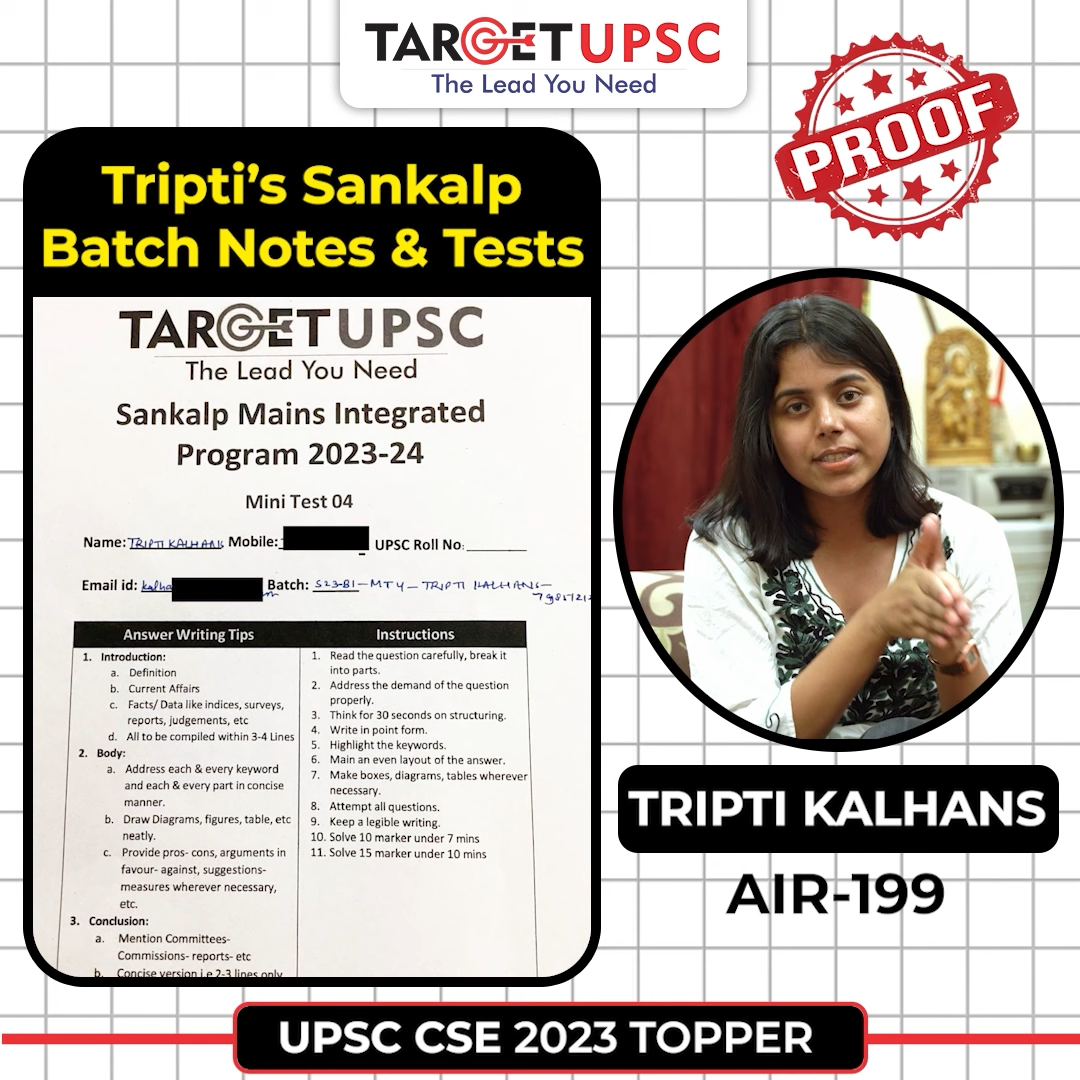 TARGETUPSC
The Lead You Need
PROOF
Tripti's Sankalp
Batch Notes & Tests
TARGETUPSC
The Lead You Need
Sankalp Mains Integrated
Program 2023-24
Mini Test 04
Name: TRIPTI KALHANS Mobile: UPSC Roll No:
Email id: kalha Batch: S23-B1-MT4-TRIPTI KALHANS-
Answer Writing Tips
1. Introduction:
a. Definition
b. Current Affairs
c. Facts/ Data like indices, surveys,
reports, judgements, etc
d. All to be compiled within 3-4 Lines
2. Body:
a. Address each & every keyword
and each & every part in concise
manner.
b. Draw Diagrams, figures, table, etc
neatly.
c. Provide pros- cons, arguments in
favour- against, suggestions-
measures wherever necessary,
etc.
3. Conclusion:
a. Mention Committees-
Commissions- reports- etc
b. Concise version i.e 2-3 lines only
Instructions
1. Read the question carefully, break it
into parts.
2. Address the demand of the question
properly.
3. Think for 30 seconds on structuring.
4. Write in point form.
5. Highlight the keywords.
6. Main an even layout of the answer.
7. Make boxes, diagrams, tables wherever
necessary.
8. Attempt all questions.
9. Keep a legible writing.
10. Solve 10 marker under 7 mins
11. Solve 15 marker under 10 mins
TRIPTI KALHANS
AIR-199
UPSC CSE 2023 TOPPER